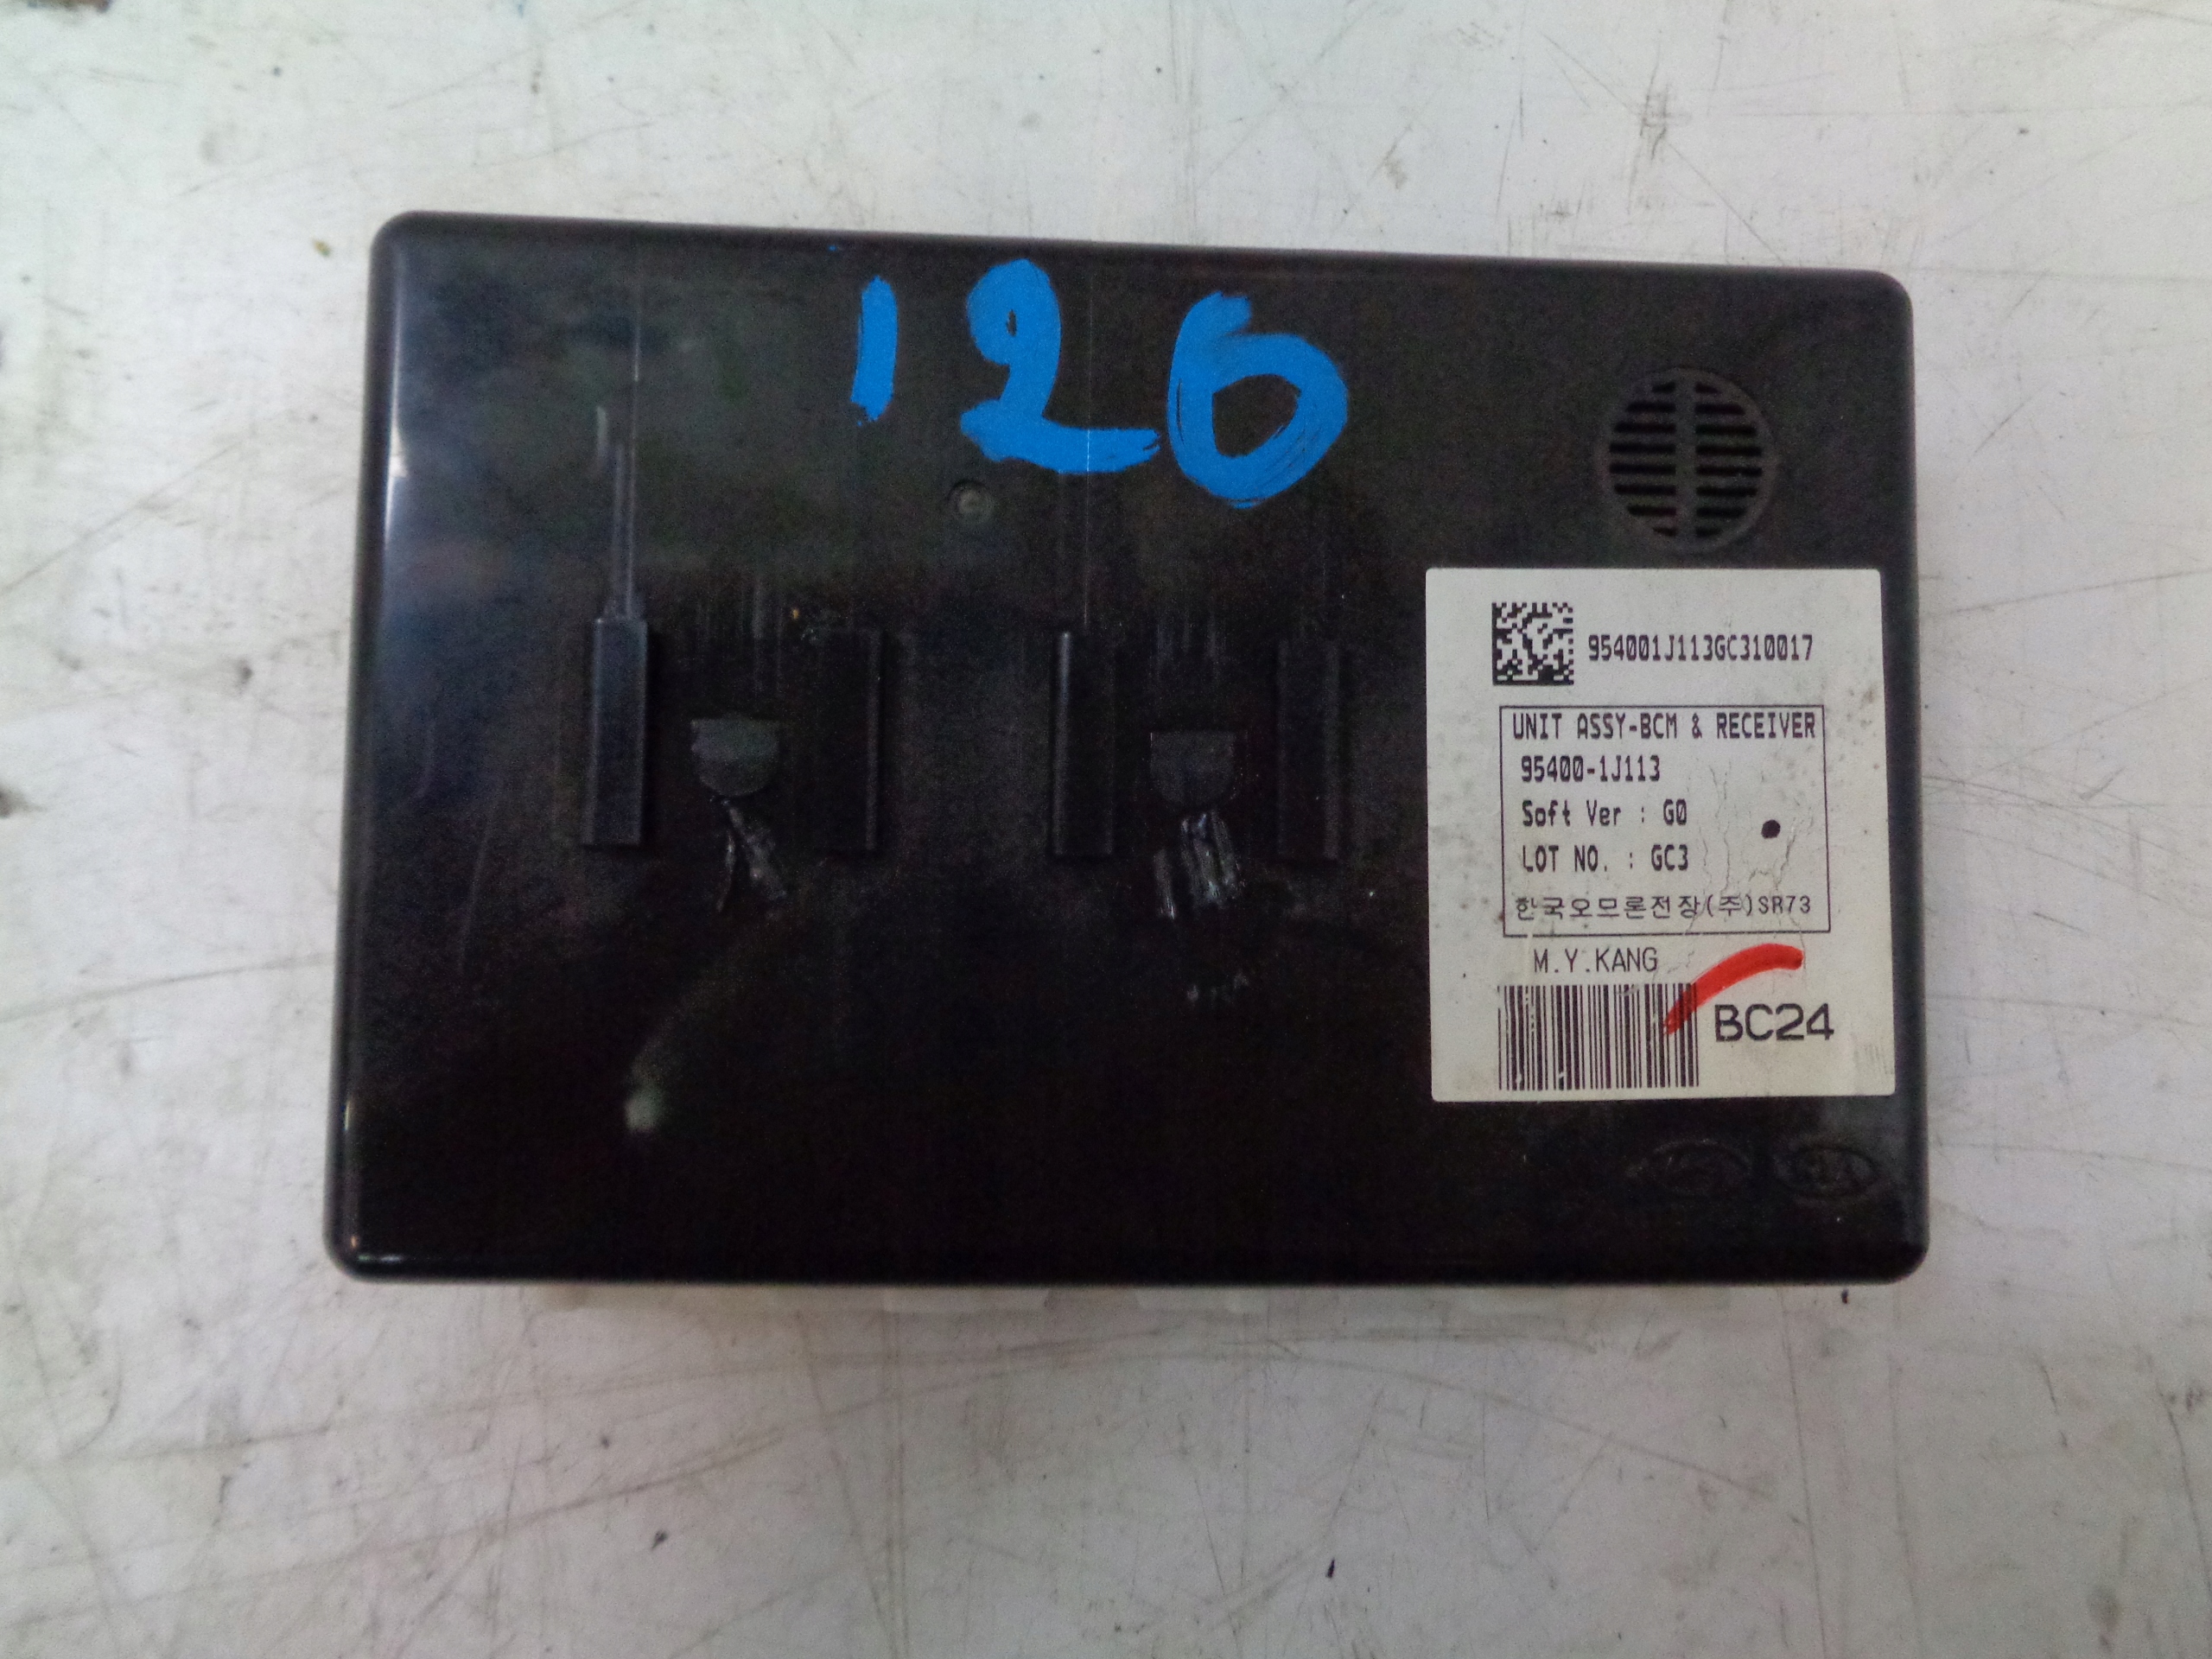 126
954001J113GC310017
UNIT ASSY-BCM & RECEIVER
95400-1J113
Soft Ver : G0
LOT NO. : GC3
한국오므론전장(주)SR73
M.Y.KANG
BC24